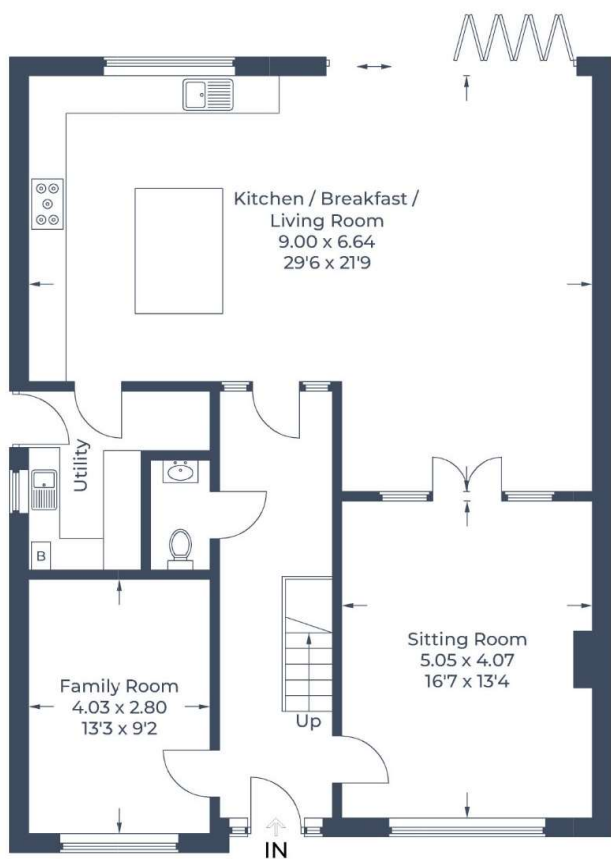 Kitchen / Breakfast /
Living Room
9.00 x 6.64
29'6 x 21'9
Utility
B
Family Room
4.03 x 2.80
13'3 x 9'2
Up
Sitting Room
5.05 x 4.07
16'7 x 13'4
IN